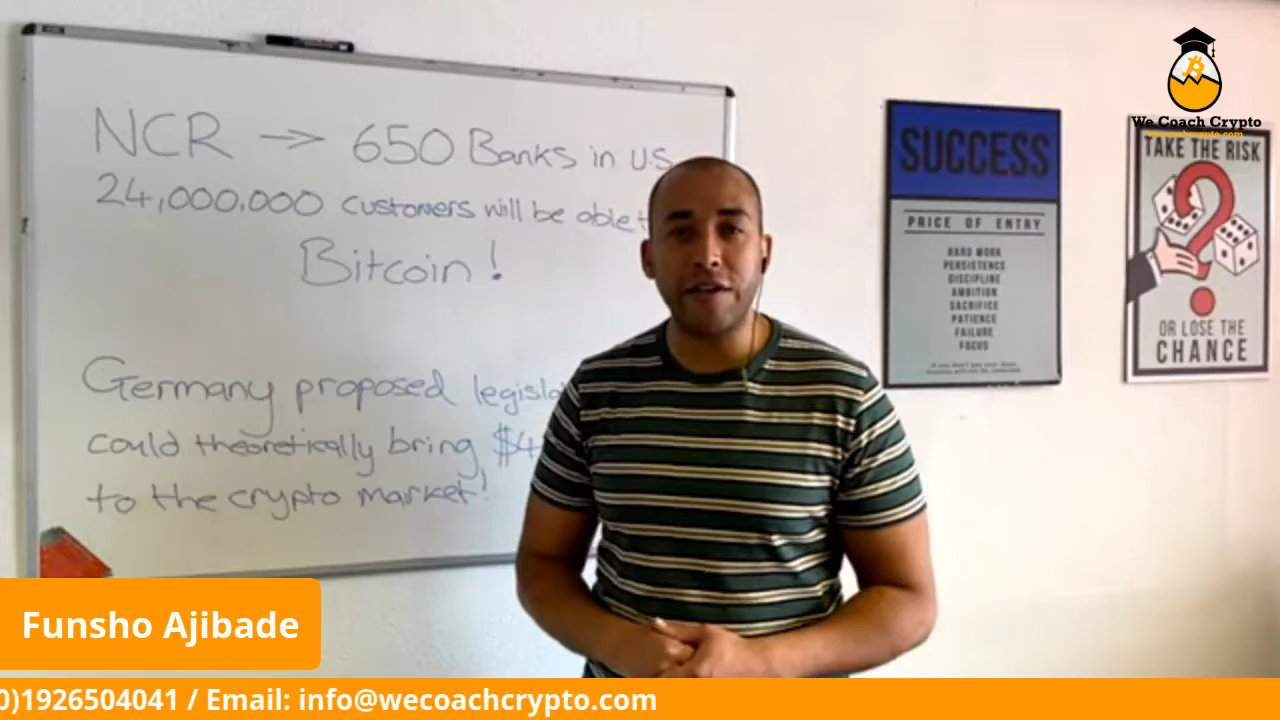 NCR → 650 Banks in U.S
24,000,000 customers will be able t
Bitcoin!
Germany proposed legisla
could theoretically bring $4
to the crypto market!
SUCCESS
PRICE OF ENTRY
HARD WORK
PERSISTENCE
DISCIPLINE
AMBITION
SACRIFICE
PATIENCE
FAILURE
FOCUS
We Coach Crypto
TAKE THE RISK
OR LOSE THE
CHANCE
Funsho Ajibade
0)1926504041 / Email: info@wecoachcrypto.com